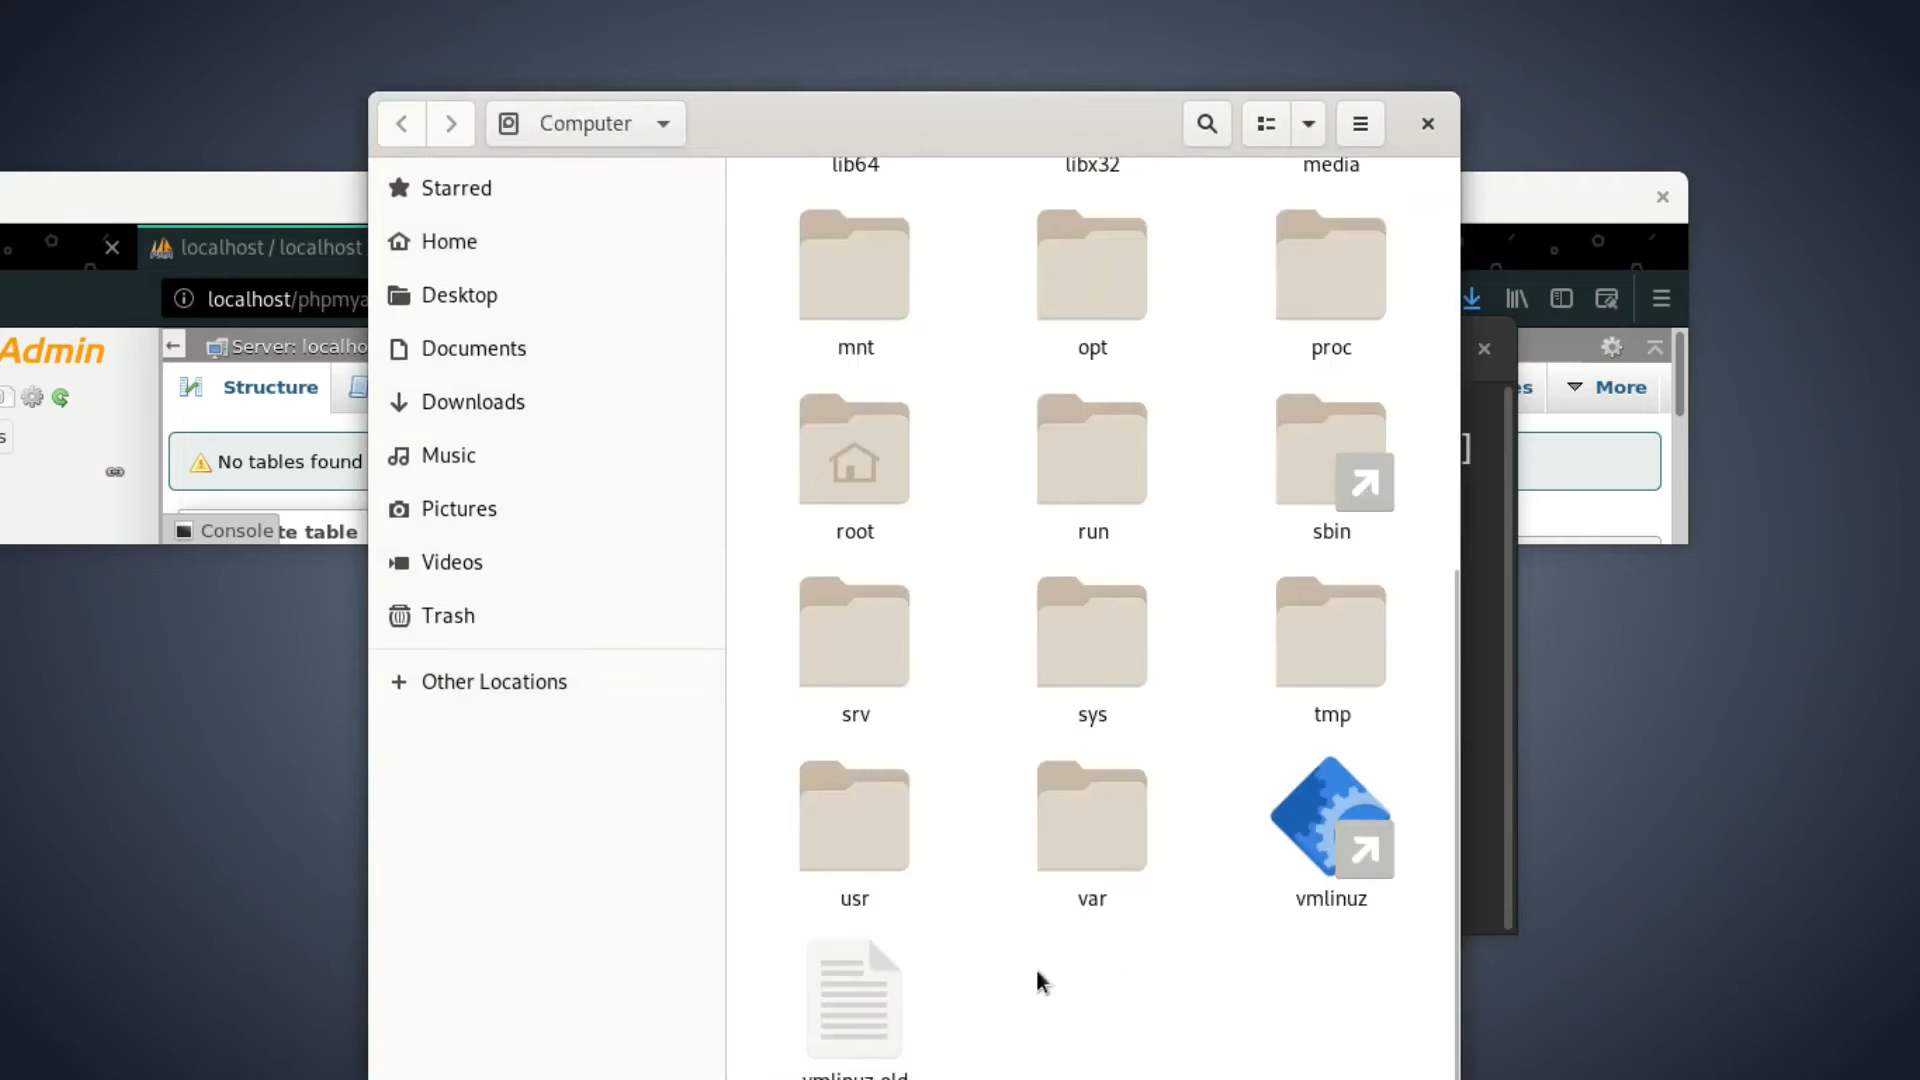 Computer
lib64
libx32
media
Starred
Home
Desktop
Documents
Downloads
Music
Pictures
Videos
Trash
Other Locations
mnt
opt
proc
root
run
sbin
srv
sys
tmp
usr
var
vmlinuz
vmlinuz.old
localhost / localhost
localhost/phpmya
Admin
Server: localho
Structure
No tables found
Console
te table
s
es
More
]